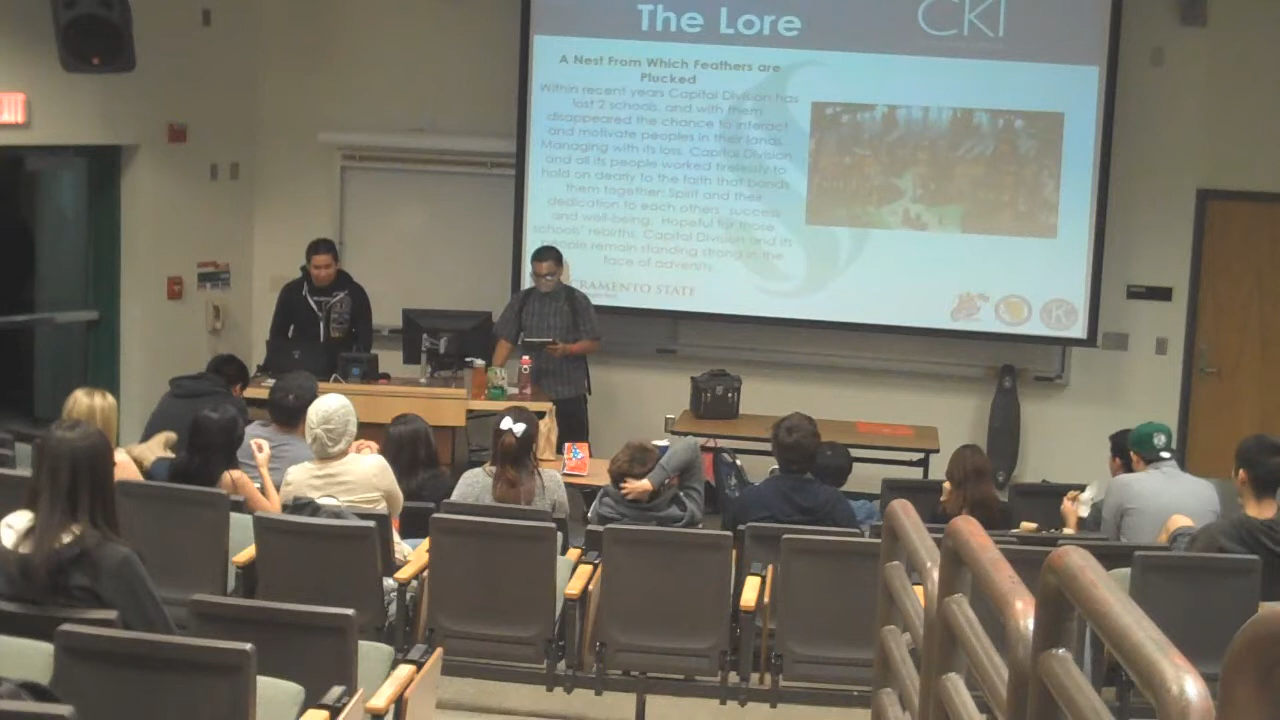 The Lore
CKI
A Nest From Which Feathers are
Plucked
Within recent years Capital Division has
lost 2 schools, and with them
disappeared the chance to interact
and motivate peoples in their lands.
Managing with its loss, Capital Division
and all its people worked tirelessly to
hold on dearly to the faith that bonds
them together: Spirit and their
dedication to each others' success
and well-being. Hopeful for those
schools' rebirths, Capital Division and its
people remain standing strong in the
face of adversity.
SACRAMENTO STATE
K